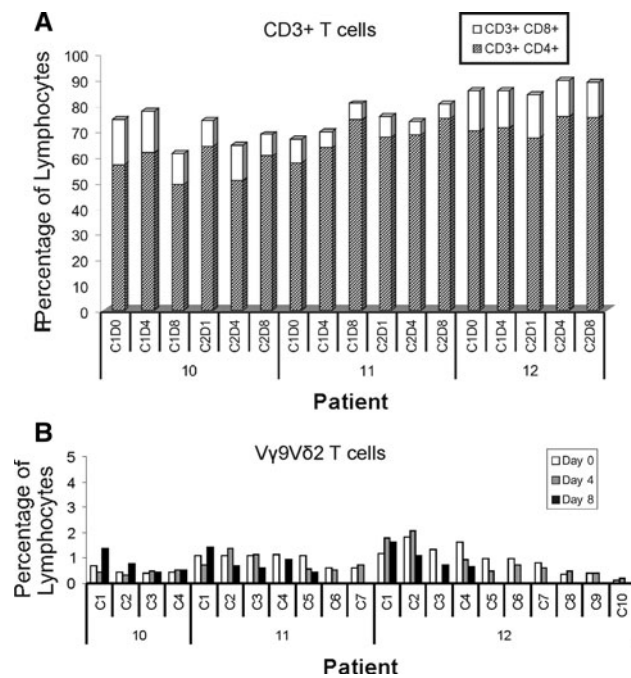 A
CD3+ T cells
CD3+ CD8+
CD3+ CD4+
Percentage of Lymphocytes
100
90
80
70
60
50
40
30
20
10
0
C1D0 C1D4 C1D8 C2D1 C2D4 C2D8 C1D0 C1D4 C1D8 C2D1 C2D4 C2D8 C1D0 C1D4 C1D8 C2D4 C2D8
10 11 12
Patient
B
Vγ9Vδ2 T cells
Day 0
Day 4
Day 8
Percentage of
Lymphocytes
5
4
3
2
1
0
C1 C2 C3 C4 C1 C2 C3 C4 C5 C6 C7 C1 C2 C3 C4 C5 C6 C7 C8 C9 C10
10 11 12
Patient